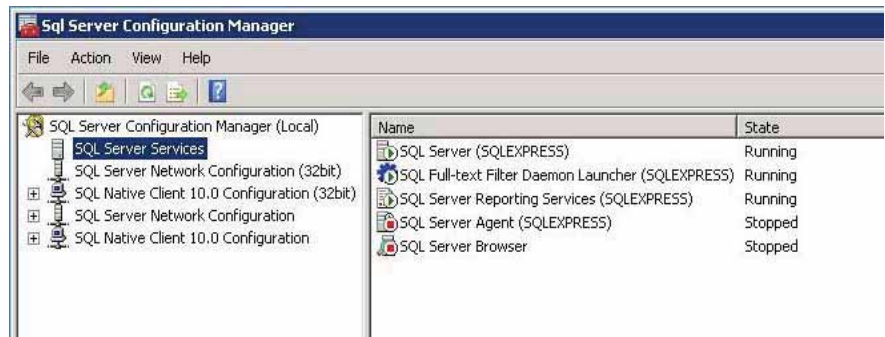 Sql Server Configuration Manager
File Action View Help
SQL Server Configuration Manager (Local)
SQL Server Services
SQL Server Network Configuration (32bit)
SQL Native Client 10.0 Configuration (32bit)
SQL Server Network Configuration
SQL Native Client 10.0 Configuration
Name State
SQL Server (SQLEXPRESS) Running
SQL Full-text Filter Daemon Launcher (SQLEXPRESS) Running
SQL Server Reporting Services (SQLEXPRESS) Running
SQL Server Agent (SQLEXPRESS) Stopped
SQL Server Browser Stopped